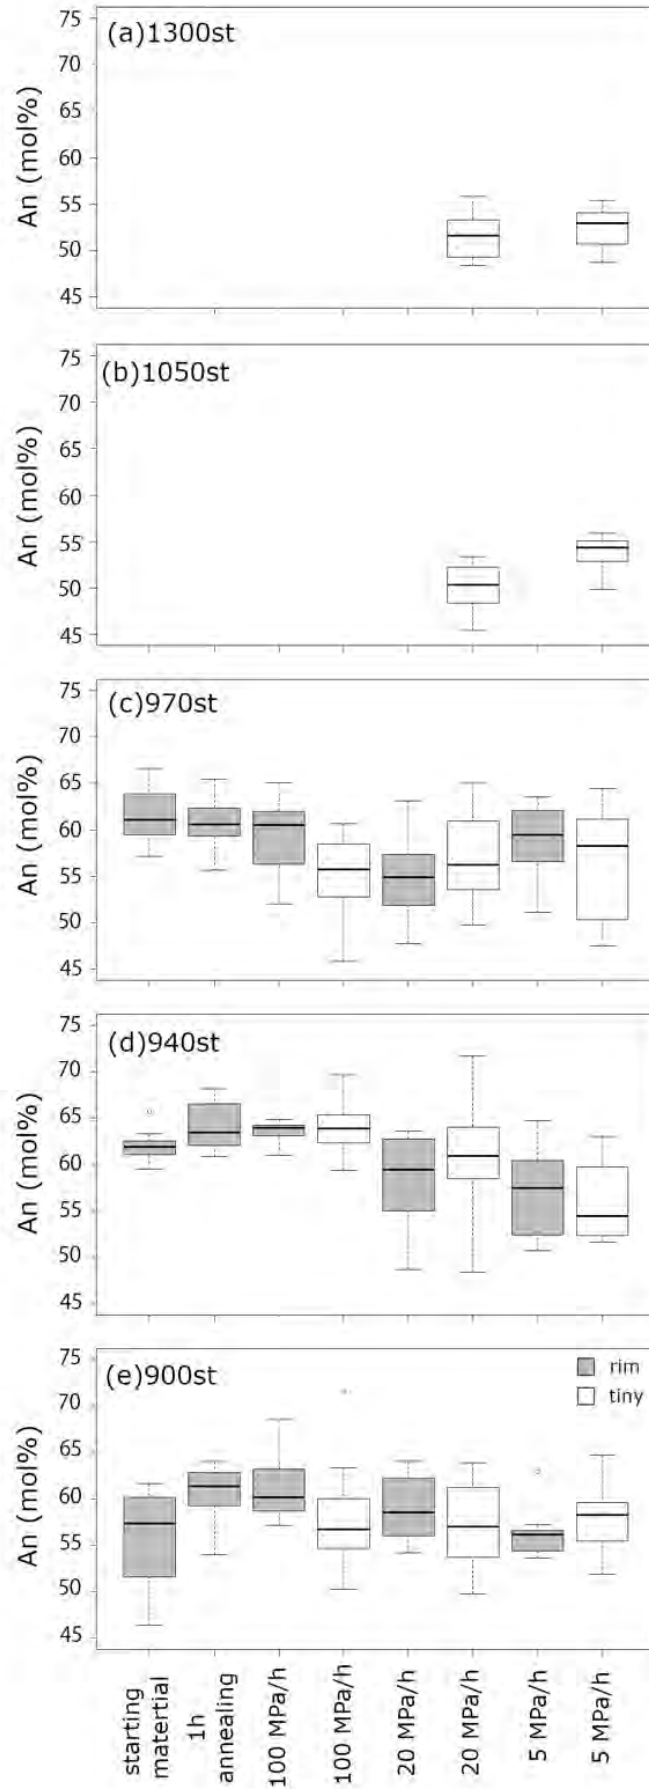 (a)1300st
75
70
65
60
55
50
45
An (mol%)
(b)1050st
75
70
65
60
55
50
45
An (mol%)
(c)970st
75
70
65
60
55
50
45
An (mol%)
(d)940st
75
70
65
60
55
50
45
An (mol%)
(e)900st
75
70
65
60
55
50
45
An (mol%)
rim
tiny
starting
matertial
1h
annealing
100 MPa/h
100 MPa/h
20 MPa/h
20 MPa/h
5 MPa/h
5 MPa/h